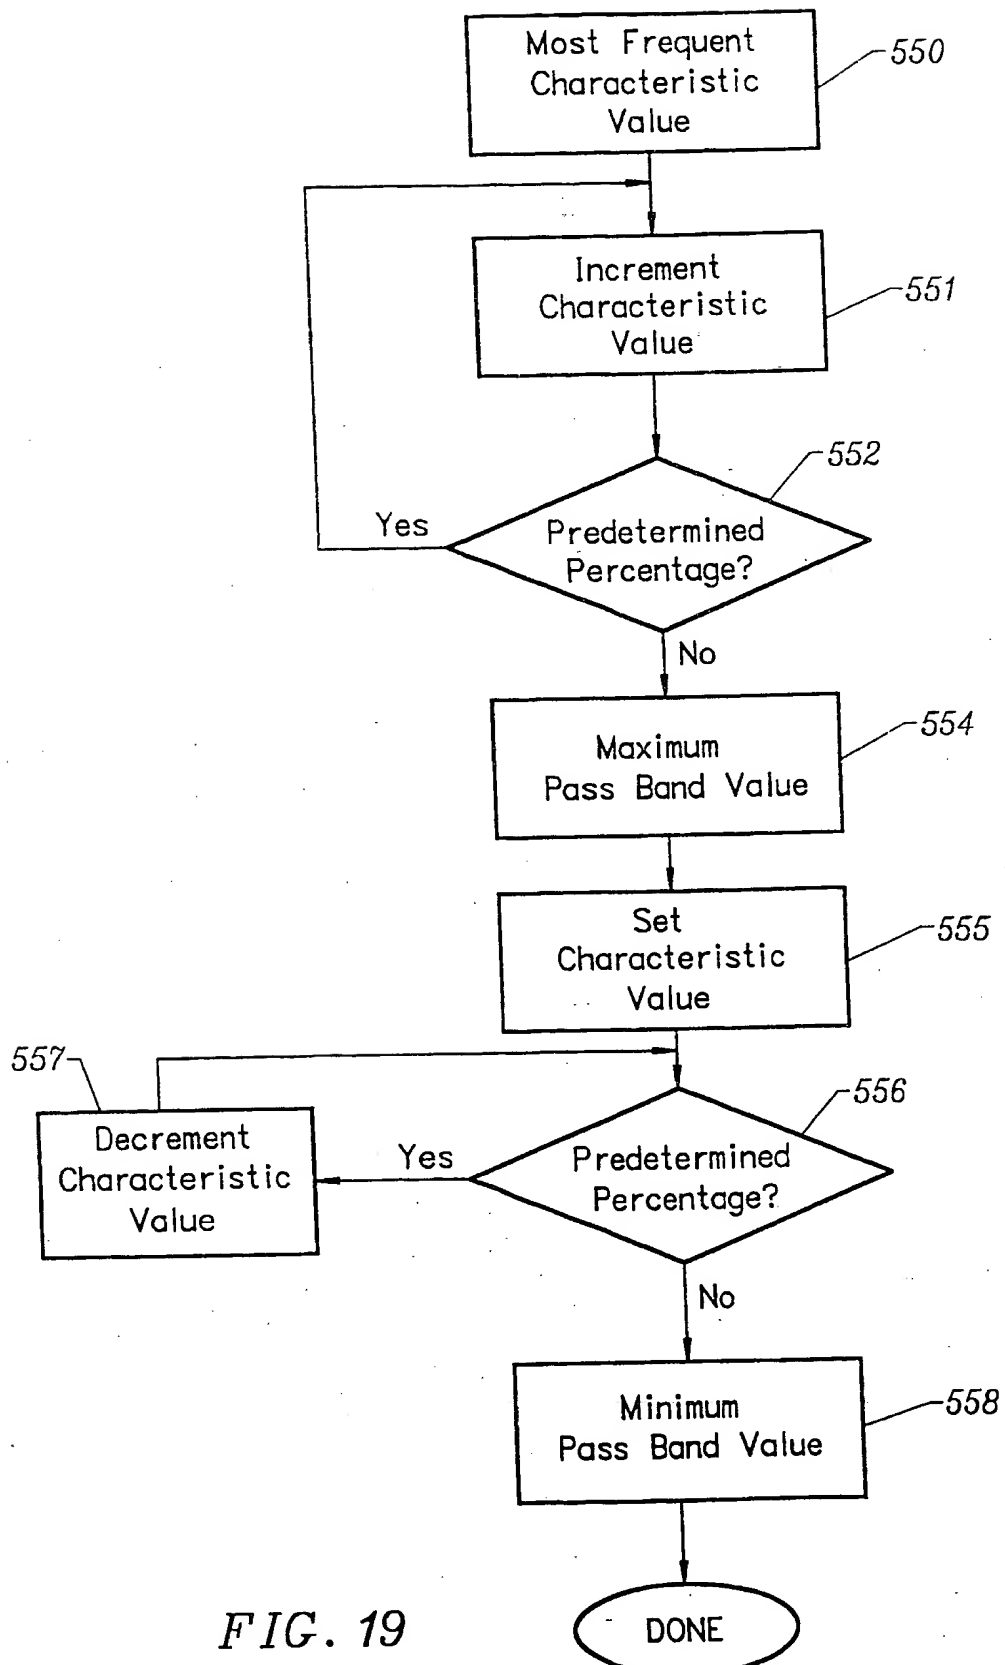 Most Frequent
Characteristic
Value
550
Increment
Characteristic
Value
551
552
Yes
Predetermined
Percentage?
No
Maximum
Pass Band Value
554
Set
Characteristic
Value
555
557
Decrement
Characteristic
Value
Yes
556
Predetermined
Percentage?
No
Minimum
Pass Band Value
558
DONE
FIG. 19